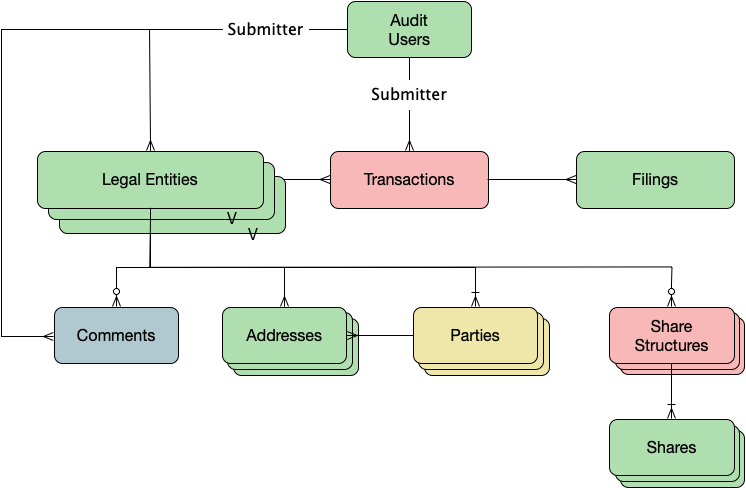 Audit
Users
Submitter
Submitter
Legal Entities
Transactions
Filings
V
V
Comments
Addresses
Parties
Share
Structures
Shares